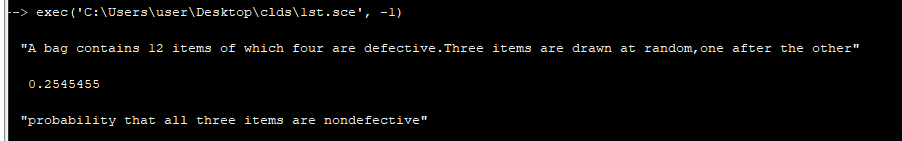 --> exec('C:\Users\user\Desktop\clds\1st.sce', -1)
"A bag contains 12 items of which four are defective.Three items are drawn at random,one after the other"
0.2545455
"probability that all three items are nondefective"